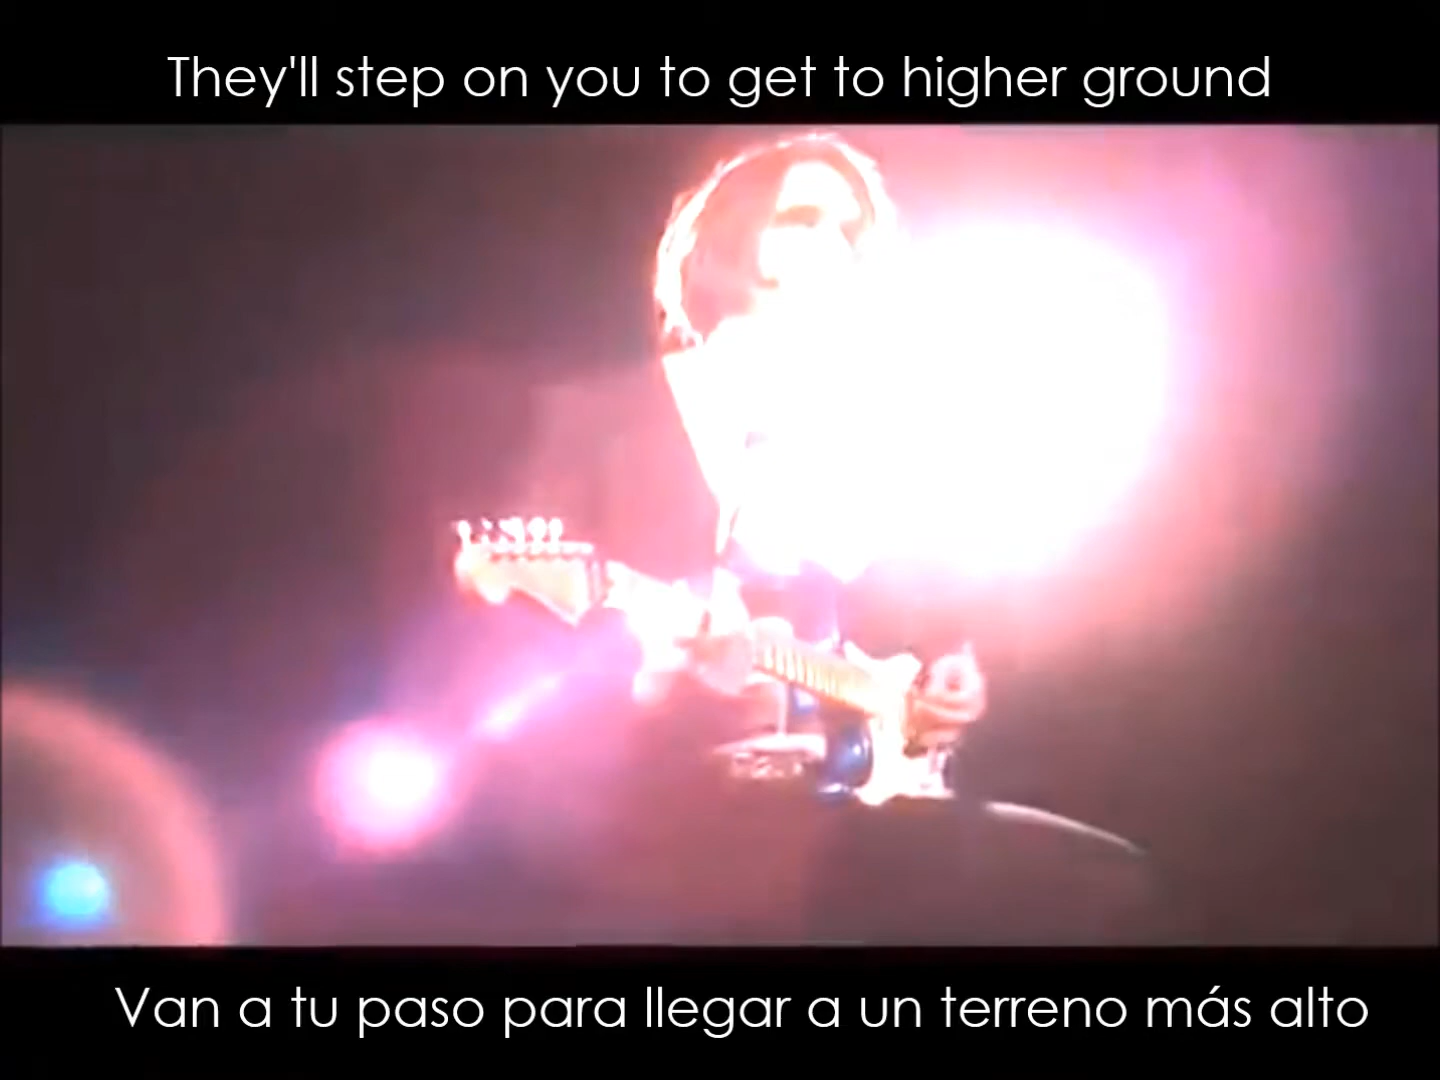 They'll step on you to get to higher ground
Van a tu paso para llegar a un terreno más alto